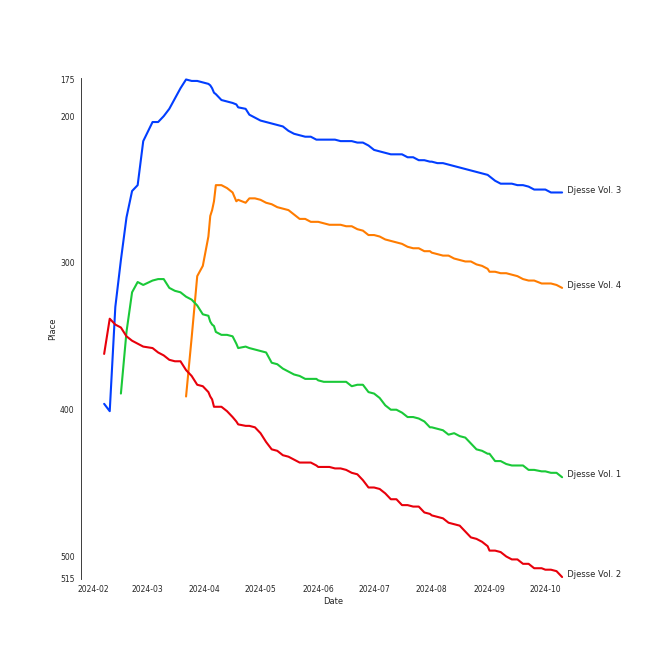 175
200
300
400
500
515
Place
2024-02
2024-03
2024-04
2024-05
2024-06
2024-07
2024-08
2024-09
2024-10
Date
Djesse Vol. 3
Djesse Vol. 4
Djesse Vol. 1
Djesse Vol. 2